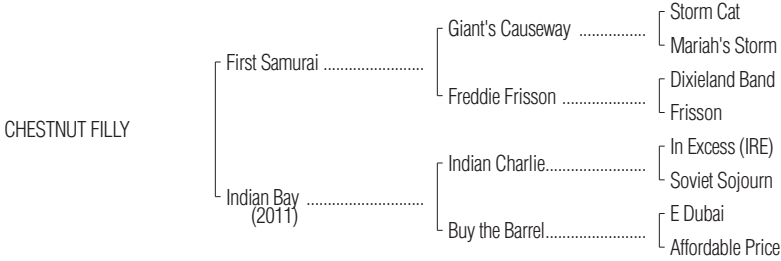 Storm Cat
Giant's Causeway ................
Mariah's Storm
First Samurai ........................
Dixieland Band
Freddie Frisson ....................
Frisson
CHESTNUT FILLY
In Excess (IRE)
Indian Charlie........................
Soviet Sojourn
Indian Bay ...........................
(2011)
E Dubai
Buy the Barrel........................
Affordable Price